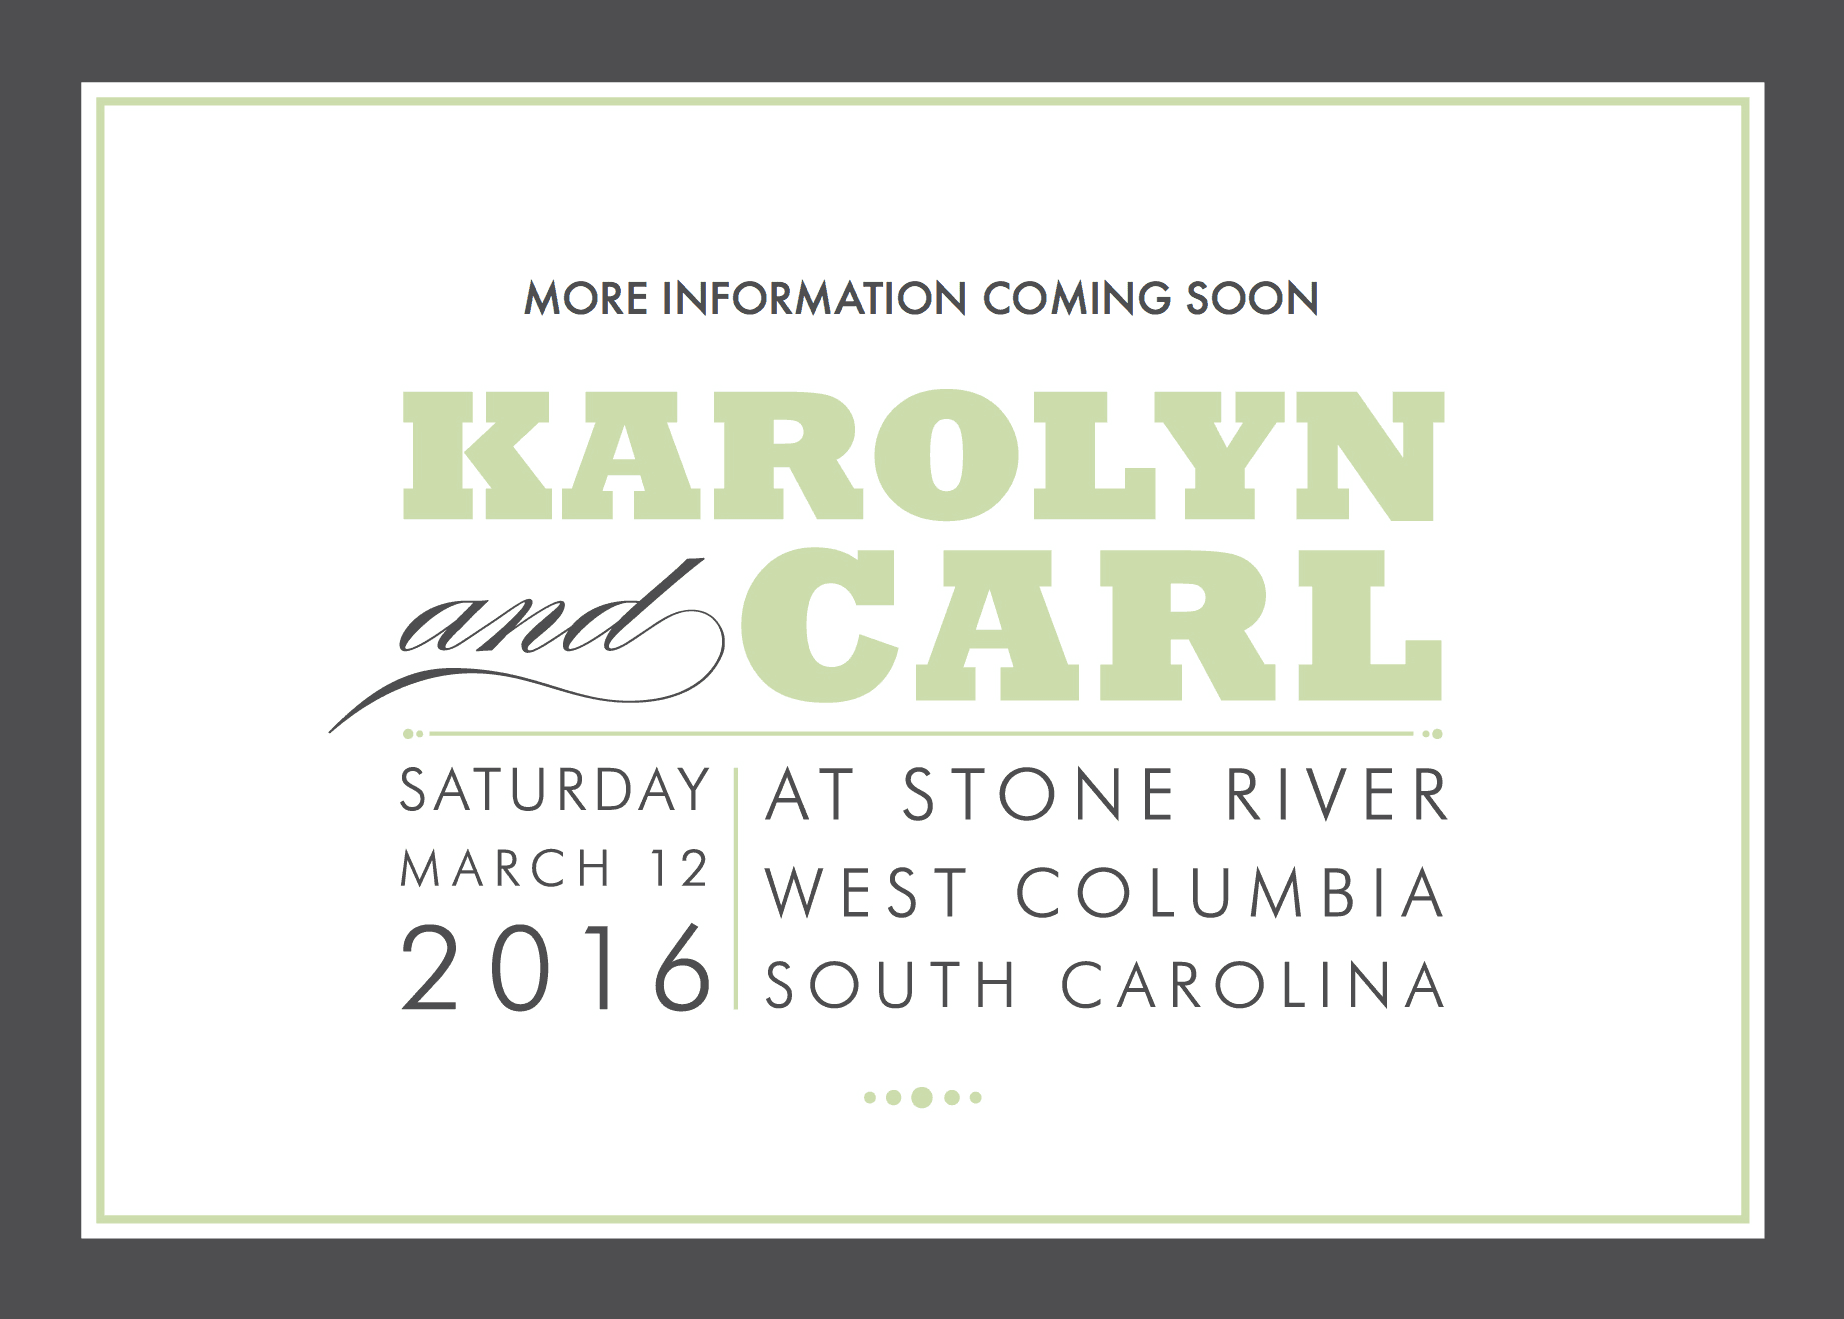 MORE INFORMATION COMING SOON
KAROLYN
and CARL
SATURDAY
MARCH 12
2016
AT STONE RIVER
WEST COLUMBIA
SOUTH CAROLINA